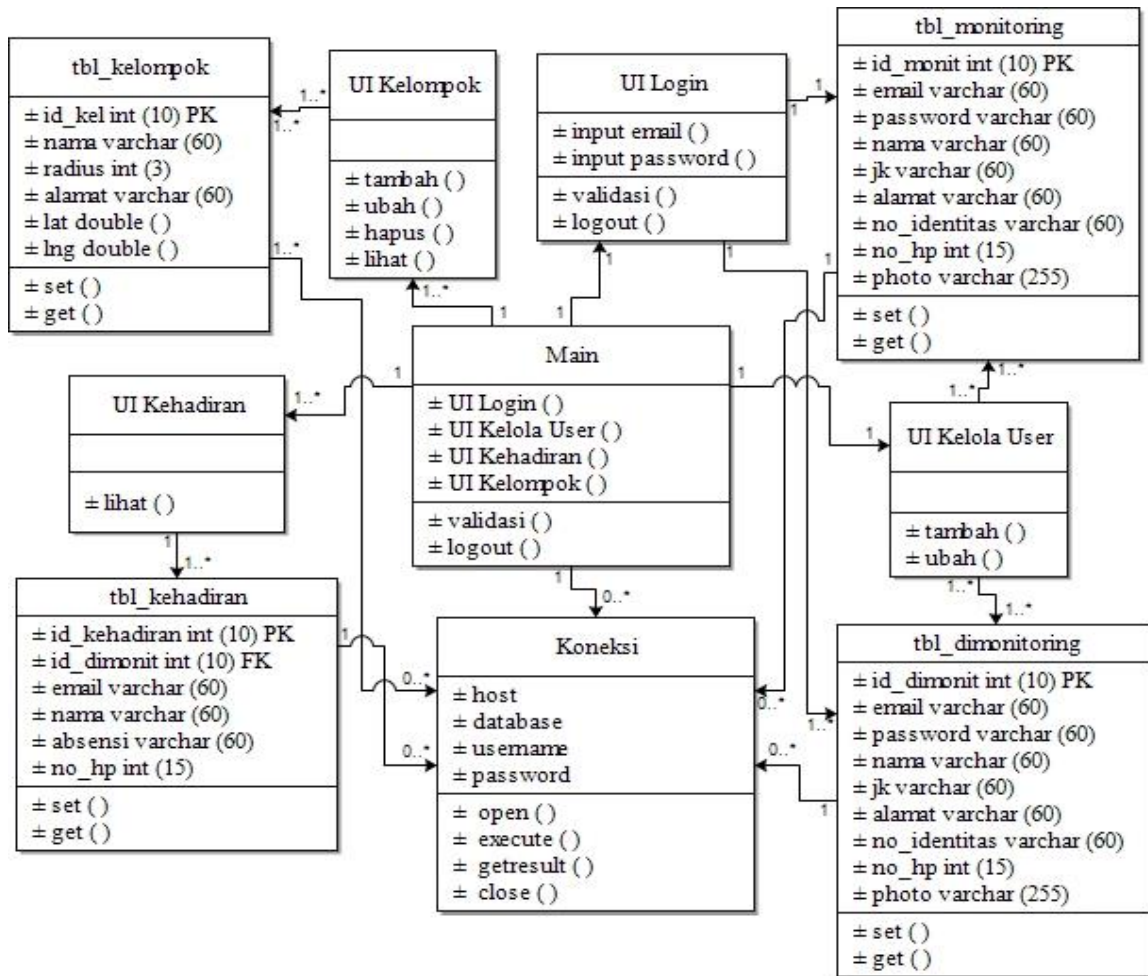 tbl_kelompok
± id_kel int (10) PK
± nama varchar (60)
± radius int (3)
± alamat varchar (60)
± lat double ( )
± lng double ( )
± set ( )
± get ( )
1..*
1..*
1..*
UI Kelompok
± tambah ( )
± ubah ( )
± hapus ( )
± lihat ( )
1..*
1
UI Login
± input email ( )
± input password ( )
± validasi ( )
± logout ( )
1
1
1
1
1
tbl_monitoring
± id_monit int (10) PK
± email varchar (60)
± password varchar (60)
± nama varchar (60)
± jk varchar (60)
± alamat varchar (60)
± no_identitas varchar (60)
± no_hp int (15)
± photo varchar (255)
± set ( )
± get ( )
1
1..*
1..*
UI Kehadiran
± lihat ( )
1..*
1
1
1..*
Main
± UI Login ( )
± UI Kelola User ( )
± UI Kehadiran ( )
± UI Kelompok ( )
± validasi ( )
± logout ( )
1
1
0..*
UI Kelola User
± tambah ( )
± ubah ( )
1
1..*
1..*
tbl_kehadiran
± id_kehadiran int (10) PK
± id_dimonit int (10) FK
± email varchar (60)
± nama varchar (60)
± absensi varchar (60)
± no_hp int (15)
± set ( )
± get ( )
1
0..*
0..*
Koneksi
± host
± database
± username
± password
± open ( )
± execute ( )
± getresult ( )
± close ( )
0..*
0..*
1..*
1
tbl_dimonitoring
± id_dimonit int (10) PK
± email varchar (60)
± password varchar (60)
± nama varchar (60)
± jk varchar (60)
± alamat varchar (60)
± no_identitas varchar (60)
± no_hp int (15)
± photo varchar (255)
± set ( )
± get ( )